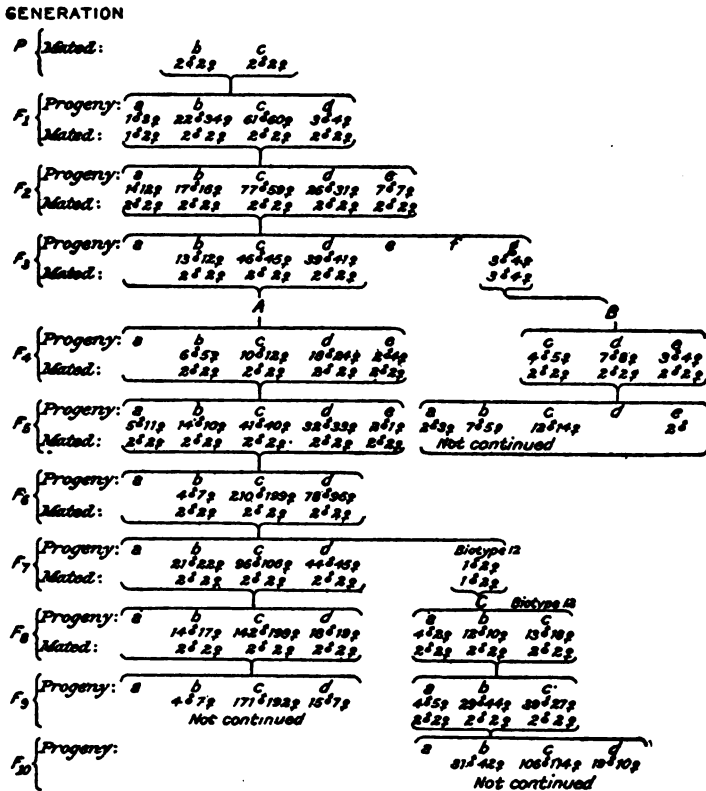 GENERATION
P { Mated: b c
2♂2♀ 2♂2♀
F1 { Progeny: a b c d
1♂2♀ 22♂34♀ 61♂60♀ 3♂4♀
Mated: 1♂2♀ 2♂2♀ 2♂2♀ 2♂2♀
F2 { Progeny: a b c d e
1♂12♀ 17♂16♀ 77♂59♀ 26♂31♀ 7♂7♀
Mated: 2♂2♀ 2♂2♀ 2♂2♀ 2♂2♀ 2♂2♀
F3 { Progeny: a b c d e f g
13♂12♀ 46♂45♀ 39♂41♀ 3♂4♀
Mated: 2♂2♀ 2♂2♀ 2♂2♀ 3♂4♀
A B
F4 { Progeny: a b c d e c d e
6♂5♀ 10♂12♀ 18♂24♀ 2♂4♀ 4♂5♀ 7♂8♀ 3♂4♀
Mated: 2♂2♀ 2♂2♀ 2♂2♀ 2♂2♀ 2♂2♀ 2♂2♀ 2♂2♀
F5 { Progeny: a b c d e a b c d e
5♂11♀ 14♂10♀ 41♂40♀ 32♂33♀ 2♂1♀ 2♂3♀ 7♂5♀ 12♂14♀ 2♂
Mated: 2♂2♀ 2♂2♀ 2♂2♀ 2♂2♀ 2♂2♀ Not continued
F6 { Progeny: a b c d
4♂7♀ 210♂199♀ 78♂96♀
Mated: 2♂2♀ 2♂2♀ 2♂2♀
F7 { Progeny: a b c d Biotype 12
21♂22♀ 96♂106♀ 44♂45♀ 1♂2♀
Mated: 2♂2♀ 2♂2♀ 2♂2♀ 1♂2♀
C Biotype 12
F8 { Progeny: a b c d a b c
14♂17♀ 142♂198♀ 18♂19♀ 4♂2♀ 12♂10♀ 13♂18♀
Mated: 2♂2♀ 2♂2♀ 2♂2♀ 2♂2♀ 2♂2♀ 2♂2♀
F9 { Progeny: a b c d a b c
4♂7♀ 171♂192♀ 15♂7♀ 4♂5♀ 29♂44♀ 29♂27♀
Not continued 2♂2♀ 2♂2♀ 2♂2♀
F10 { Progeny: a b c d
31♂42♀ 106♂114♀ 19♂10♀
Not continued